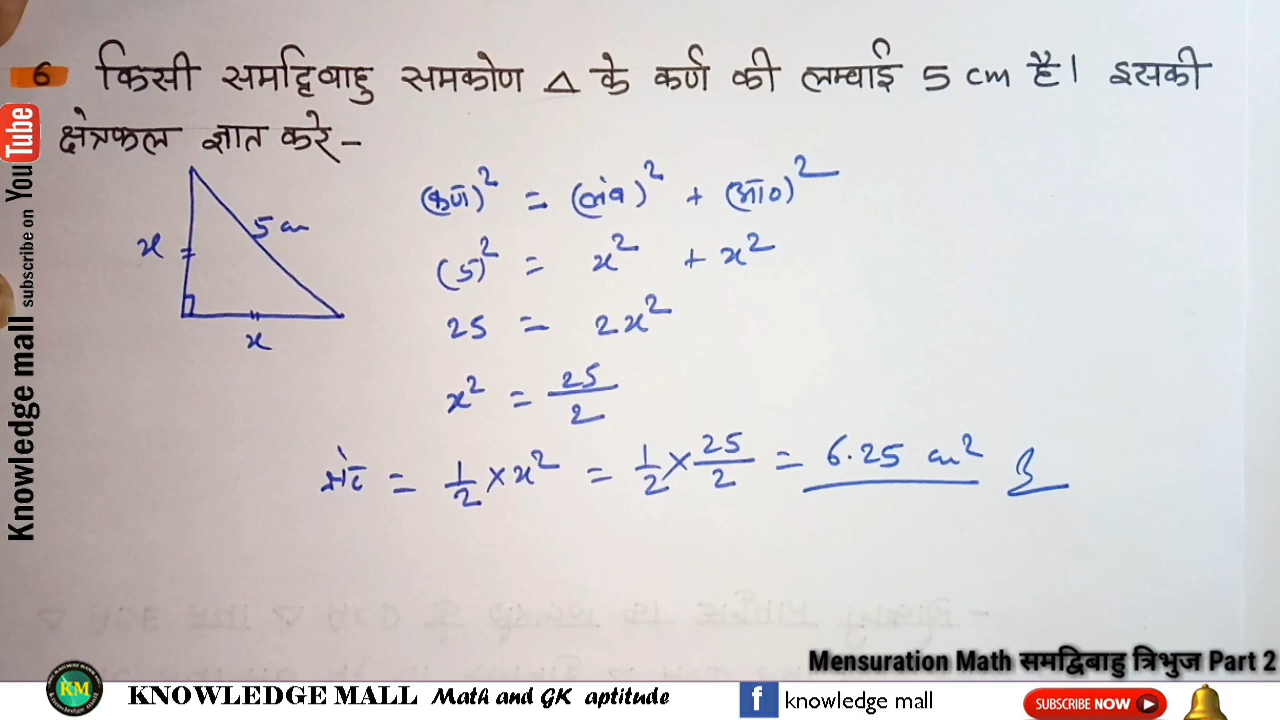 6 किसी समद्विबाहु समकोण △ के कर्ण की लम्बाई 5 cm है। इसकी
क्षेत्रफल ज्ञात करे –
x
5 cm
x
(कर्ण)² = (लंब)² + (आ०)²
(5)² = x² + x²
25 = 2x²
x² = 25/2
= 1/2 × x² = 1/2 × 25/2 = 6.25 cm²
Knowledge mall subscribe on YouTube
Mensuration Math समद्विबाहु त्रिभुज Part 2
KM
KNOWLEDGE MALL Math and GK aptitude
f knowledge mall
SUBSCRIBE NOW